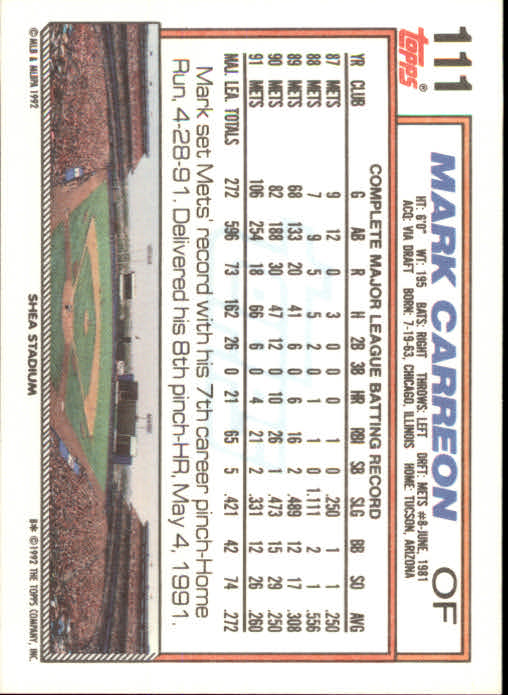 111
topps®
MARK CARREON OF
HT: 6'0" WT: 195 BATS: RIGHT THROWS: LEFT DRFT: METS #8-JUNE, 1981
ACQ: VIA DRAFT BORN: 7-19-63, CHICAGO, ILLINOIS HOME: TUCSON, ARIZONA
COMPLETE MAJOR LEAGUE BATTING RECORD
YR CLUB G AB R H 2B 3B HR RBI SB SLG BB SO AVG
87 METS 9 12 0 3 0 0 0 1 0 .250 1 1 .250
88 METS 7 9 5 5 2 0 1 1 0 1.111 2 1 .556
89 METS 68 133 20 41 6 0 6 16 2 .489 12 17 .308
90 METS 82 188 30 47 12 0 10 26 1 .473 15 29 .250
91 METS 106 254 18 66 6 0 4 21 2 .331 12 26 .260
MAJ. LEA. TOTALS 272 596 73 162 26 0 21 65 5 .421 42 74 .272
Mark set Mets' record with his 7th career pinch-Home
Run, 4-28-91. Delivered his 8th pinch-HR, May 4, 1991.
© MLB & MLBPA 1992
SHEA STADIUM
B* © 1992 THE TOPPS COMPANY, INC.